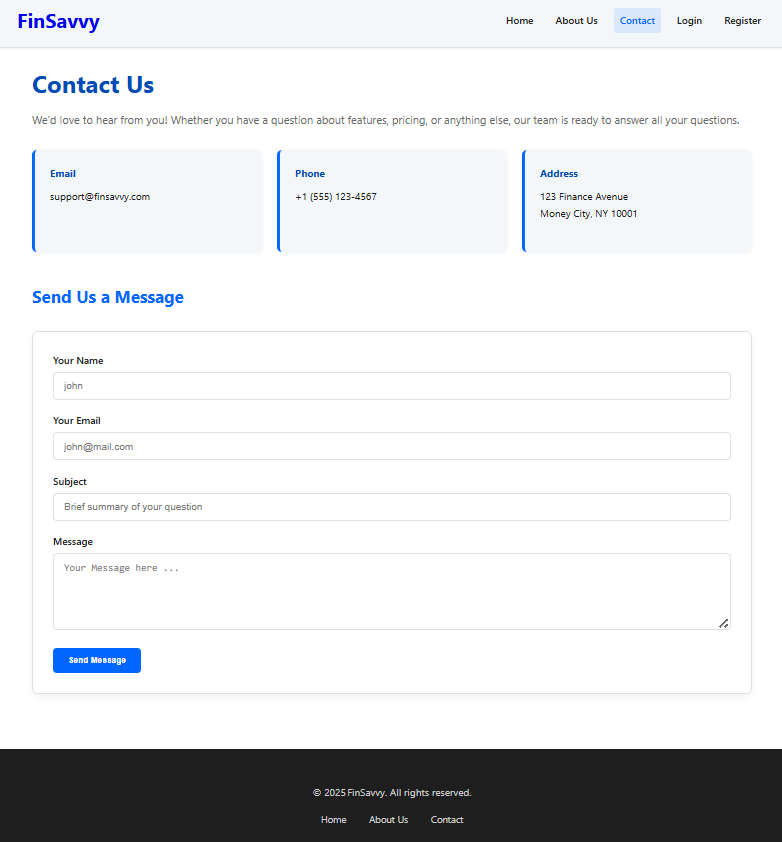 FinSavvy
Home About Us Contact Login Register
Contact Us
We'd love to hear from you! Whether you have a question about features, pricing, or anything else, our team is ready to answer all your questions.
Email
support@finsavvy.com
Phone
+1 (555) 123-4567
Address
123 Finance Avenue
Money City, NY 10001
Send Us a Message
Your Name
john
Your Email
john@mail.com
Subject
Brief summary of your question
Message
Your Message here ...
Send Message
© 2025 FinSavvy. All rights reserved.
Home About Us Contact